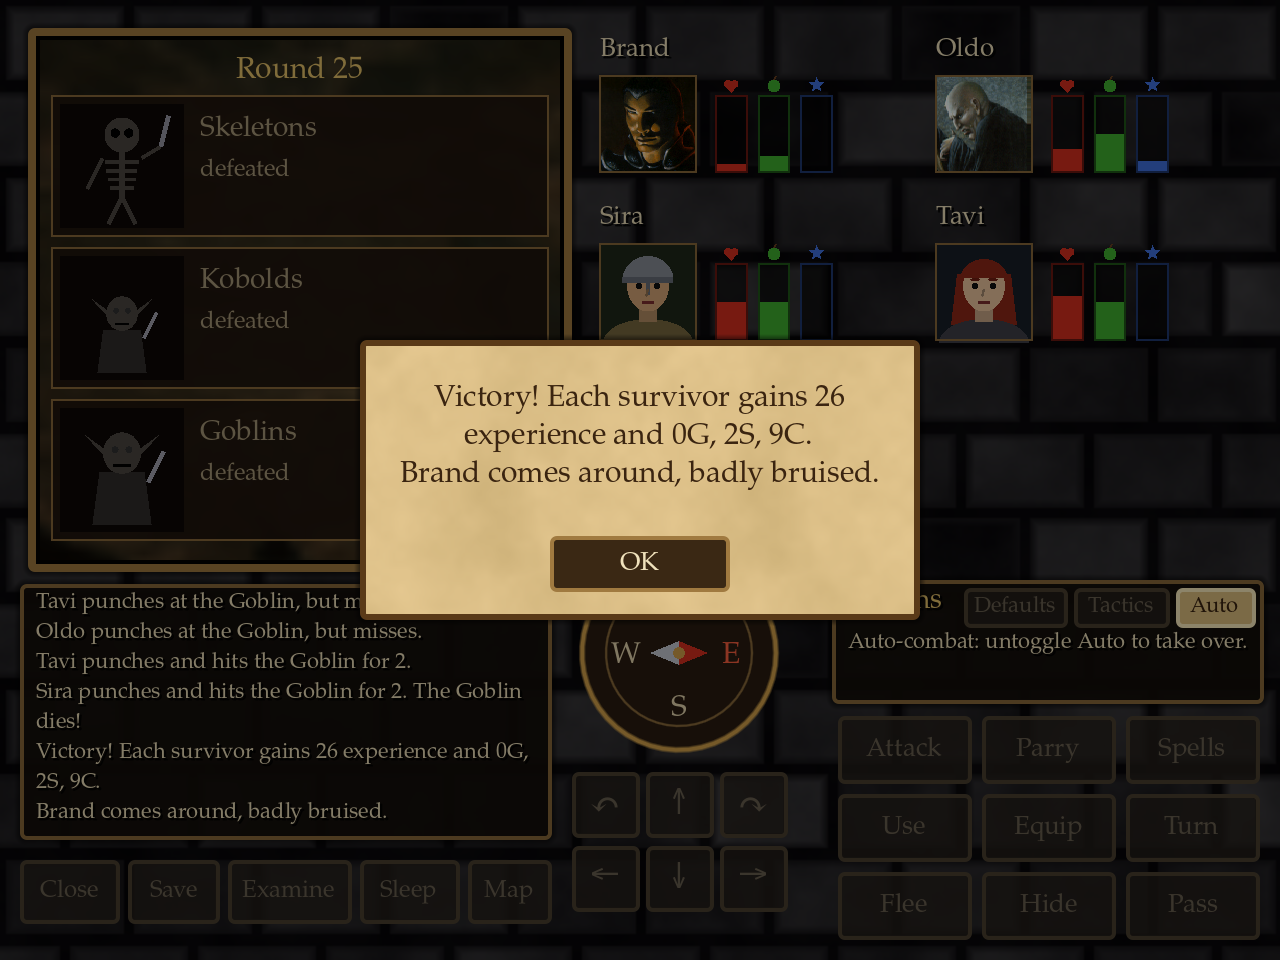 Round 25
Skeletons
defeated
Kobolds
defeated
Goblins
defeated
Brand
Oldo
Sira
Tavi
Victory! Each survivor gains 26
experience and 0G, 2S, 9C.
Brand comes around, badly bruised.
OK
Tavi punches at the Goblin, but
Oldo punches at the Goblin, but misses.
Tavi punches and hits the Goblin for 2.
Sira punches and hits the Goblin for 2. The Goblin
dies!
Victory! Each survivor gains 26 experience and 0G,
2S, 9C.
Brand comes around, badly bruised.
W
E
S
Defaults
Tactics
Auto
Auto-combat: untoggle Auto to take over.
Attack
Parry
Spells
Use
Equip
Turn
Flee
Hide
Pass
Close
Save
Examine
Sleep
Map